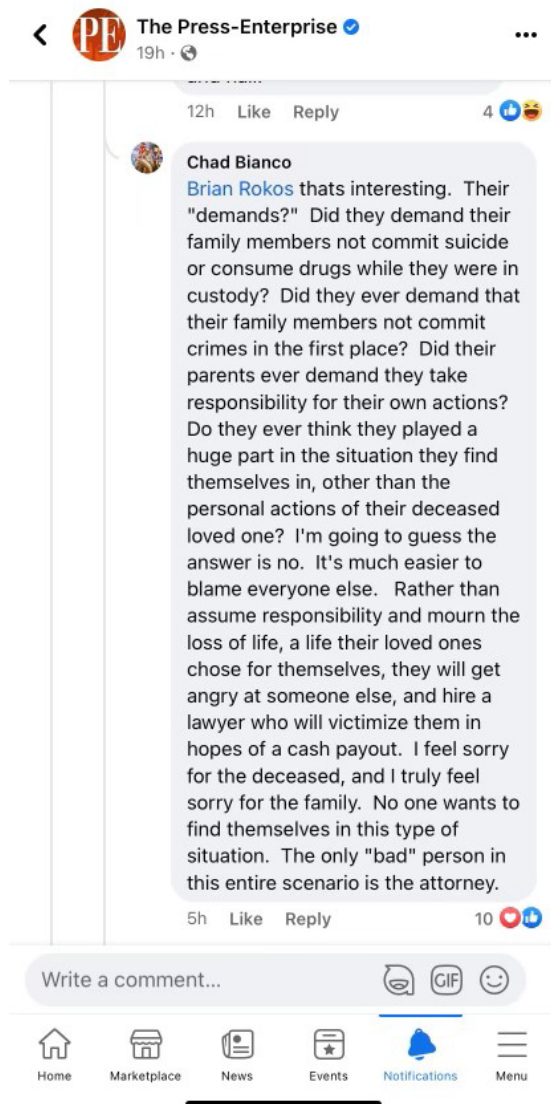 PE The Press-Enterprise
19h ·
12h Like Reply 4
Chad Bianco
Brian Rokos thats interesting. Their
"demands?" Did they demand their
family members not commit suicide
or consume drugs while they were in
custody? Did they ever demand that
their family members not commit
crimes in the first place? Did their
parents ever demand they take
responsibility for their own actions?
Do they ever think they played a
huge part in the situation they find
themselves in, other than the
personal actions of their deceased
loved one? I'm going to guess the
answer is no. It's much easier to
blame everyone else. Rather than
assume responsibility and mourn the
loss of life, a life their loved ones
chose for themselves, they will get
angry at someone else, and hire a
lawyer who will victimize them in
hopes of a cash payout. I feel sorry
for the deceased, and I truly feel
sorry for the family. No one wants to
find themselves in this type of
situation. The only "bad" person in
this entire scenario is the attorney.
5h Like Reply 10
Write a comment... GIF
Home Marketplace News Events Notifications Menu